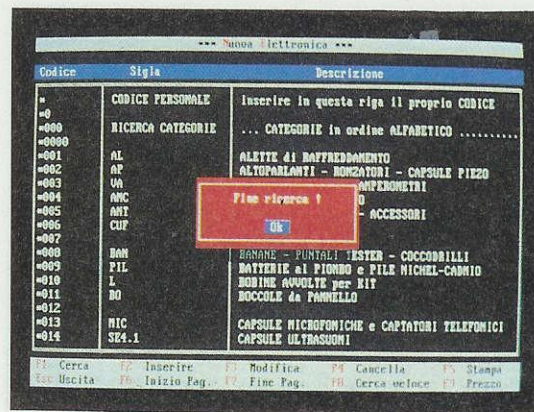 *** Nuova Elettronica ***
Codice Sigla Descrizione
* CODICE PERSONALE Inserire in questa riga il proprio CODICE
*0
*000 RICERCA CATEGORIE ... CATEGORIE in ordine ALFABETICO ..........
*0000
*001 AL ALETTE di RAFFREDDAMENTO
*002 AP ALTOPARLANTI - RONZATORI - CAPSULE PIEZO
*003 VA AMPEROMETRI
*004 ANC O
*005 ANT - ACCESSORI
*006 CUF
*007
Fine ricerca !
Ok
*008 BAN BANANE - PUNTALI TESTER - COCCODRILLI
*009 PIL BATTERIE al PIOMBO e PILE NICHEL-CADMIO
*010 L BOBINE AVVOLTE per KIT
*011 BO BOCCOLE da PANNELLO
*012
*013 MIC CAPSULE MICROFONICHE e CAPTATORI TELEFONICI
*014 SE4.1 CAPSULE ULTRASUONI
F1 Cerca F2 Inserire F3 Modifica F4 Cancella F5 Stampa
Esc Uscita F6 Inizio Pag. F7 Fine Pag. F8 Cerca veloce F9 Prezzo